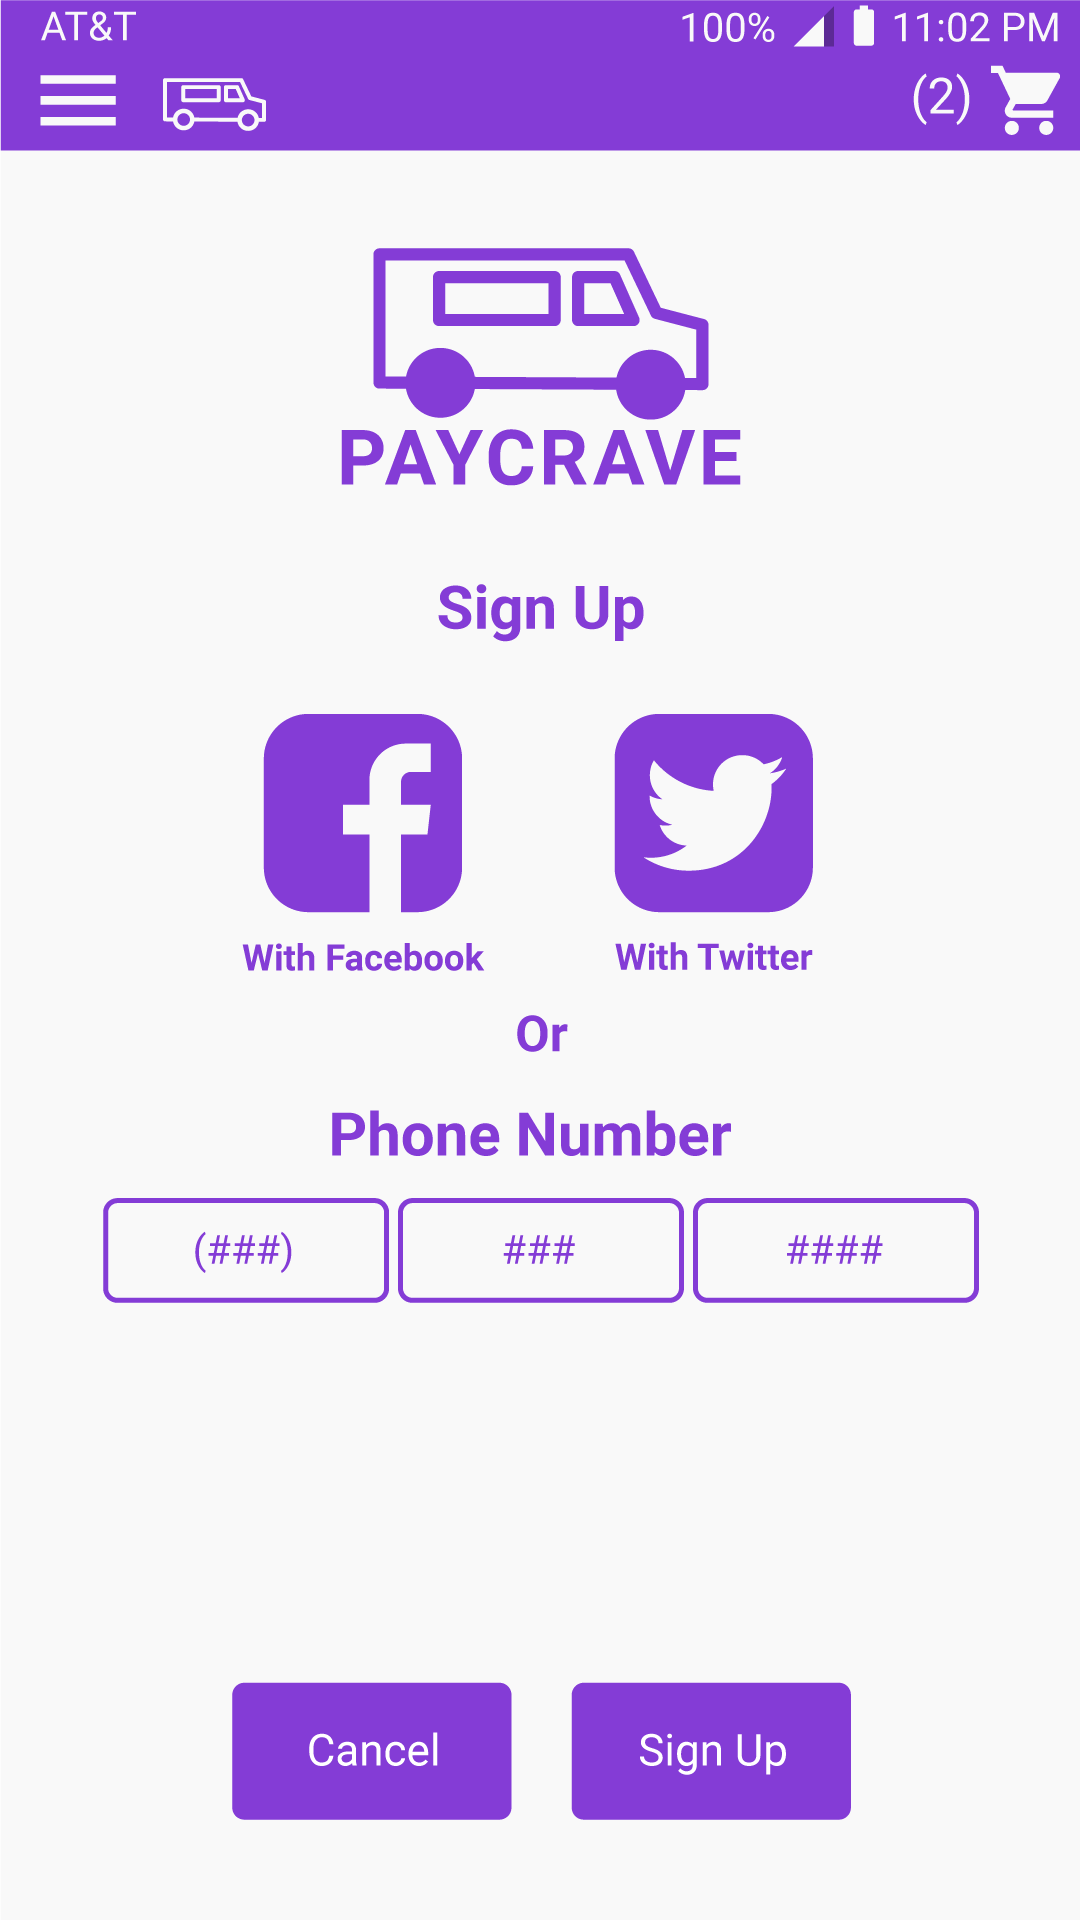 AT&T 100% 11:02 PM
(2)
PAYCRAVE
Sign Up
With Facebook With Twitter
Or
Phone Number
(###) ### ####
Cancel Sign Up